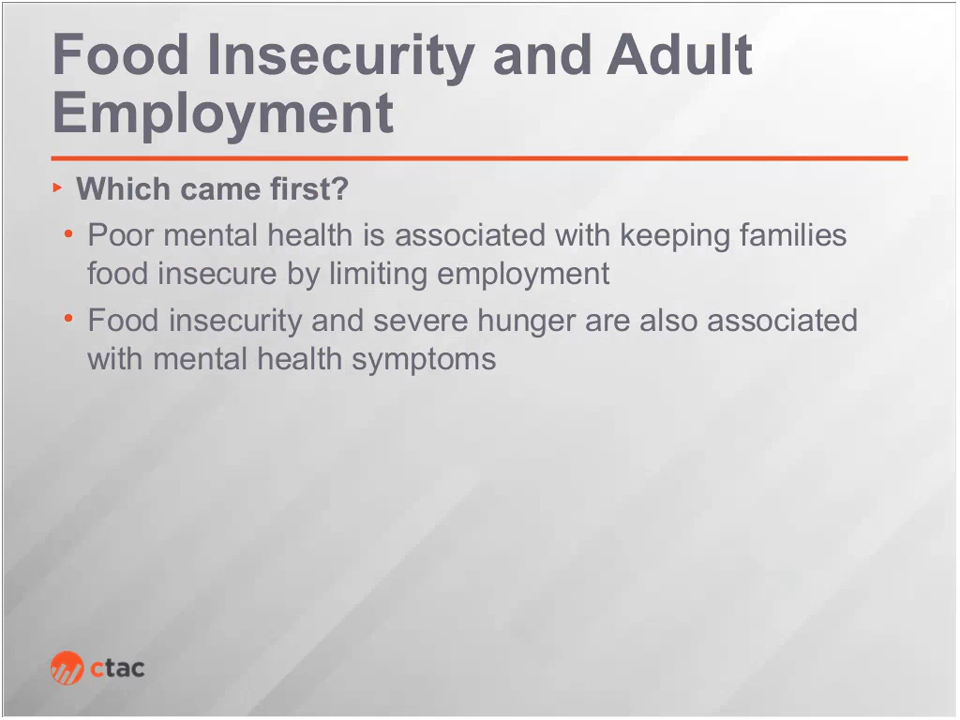 Food Insecurity and Adult
Employment
‣ Which came first?
• Poor mental health is associated with keeping families
food insecure by limiting employment
• Food insecurity and severe hunger are also associated
with mental health symptoms
ctac